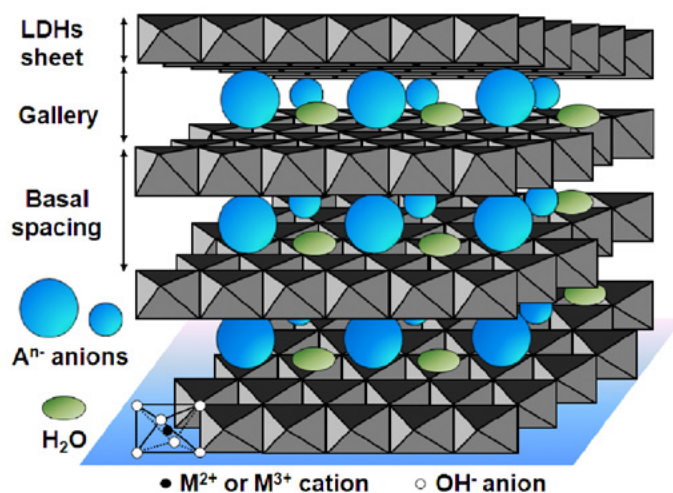 LDHs
sheet
Gallery
Basal
spacing
Aⁿ⁻ anions
H₂O
M²⁺ or M³⁺ cation
OH⁻ anion